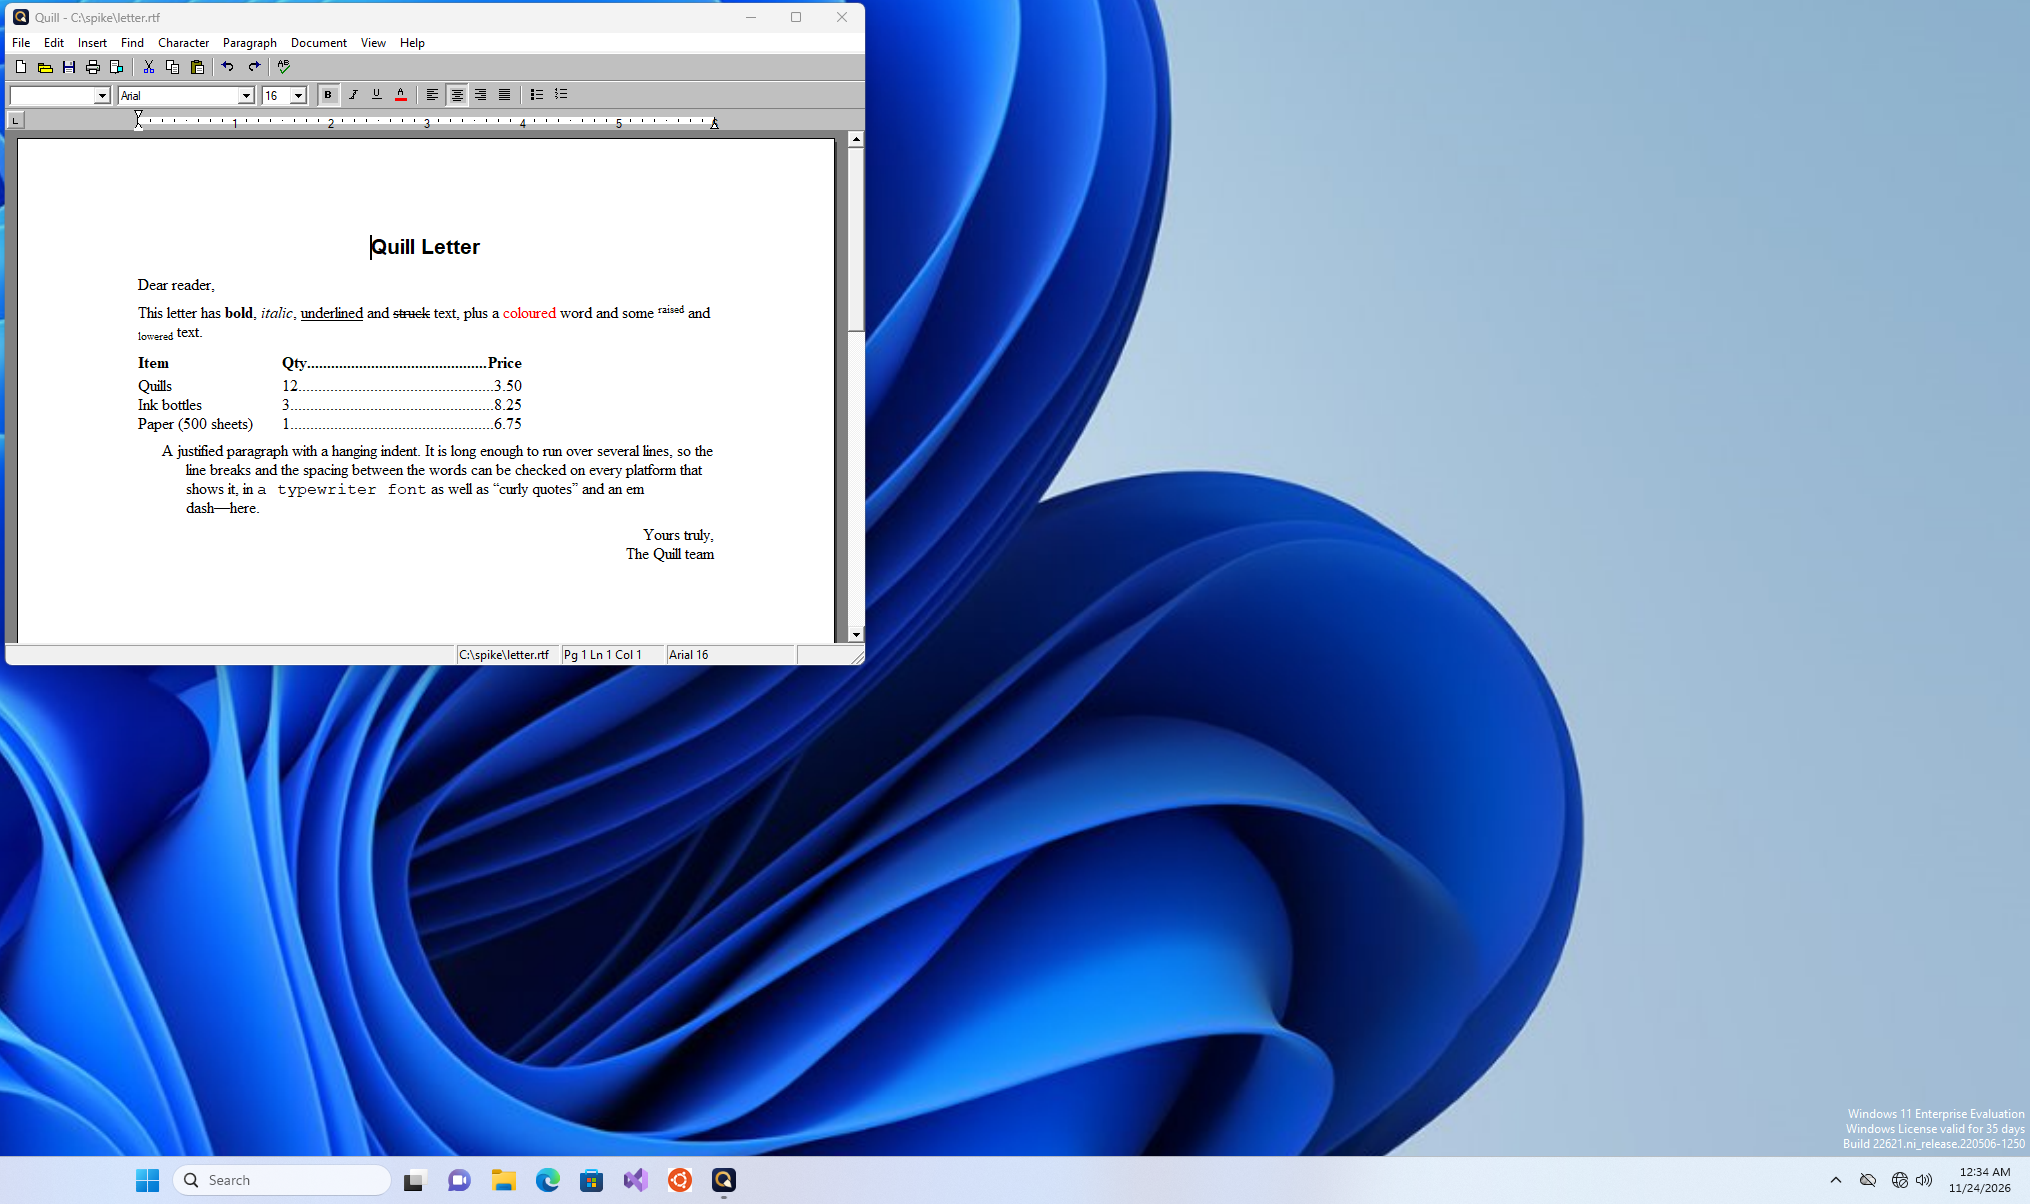 Quill - C:\spike\letter.rtf
File Edit Insert Find Character Paragraph Document View Help
Arial 16 B I U A
L 1 2 3 4 5
Quill Letter
Dear reader,
This letter has bold, italic, underlined and struck text, plus a coloured word and some raised and
lowered text.
Item Qty.............................................Price
Quills 12.................................................3.50
Ink bottles 3...................................................8.25
Paper (500 sheets) 1...................................................6.75
A justified paragraph with a hanging indent. It is long enough to run over several lines, so the
line breaks and the spacing between the words can be checked on every platform that
shows it, in a typewriter font as well as “curly quotes” and an em
dash—here.
Yours truly,
The Quill team
C:\spike\letter.rtf Pg 1 Ln 1 Col 1 Arial 16
Windows 11 Enterprise Evaluation
Windows License valid for 35 days
Build 22621.ni_release.220506-1250
Search
12:34 AM
11/24/2026